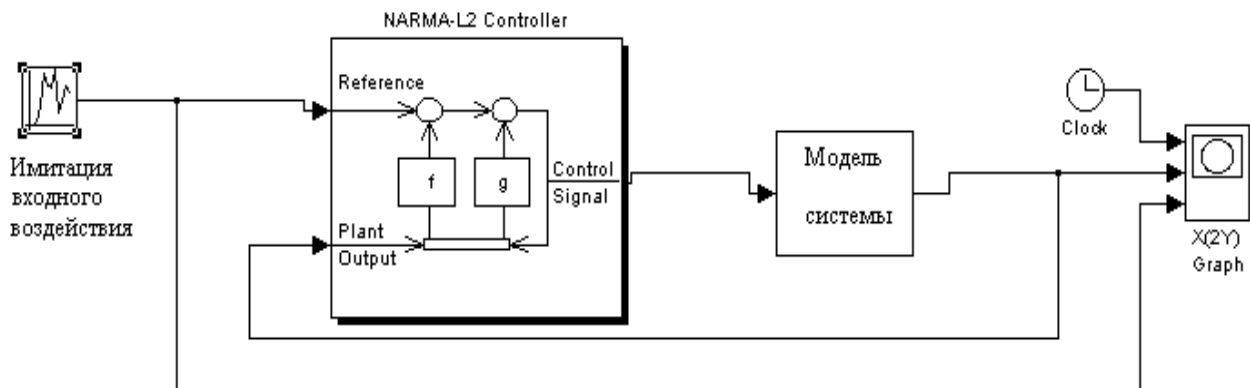 NARMA-L2 Controller
Reference
Имитация
входного
воздействия
f
g
Control
Signal
Plant
Output
Модель
системы
Clock
X(2Y)
Graph